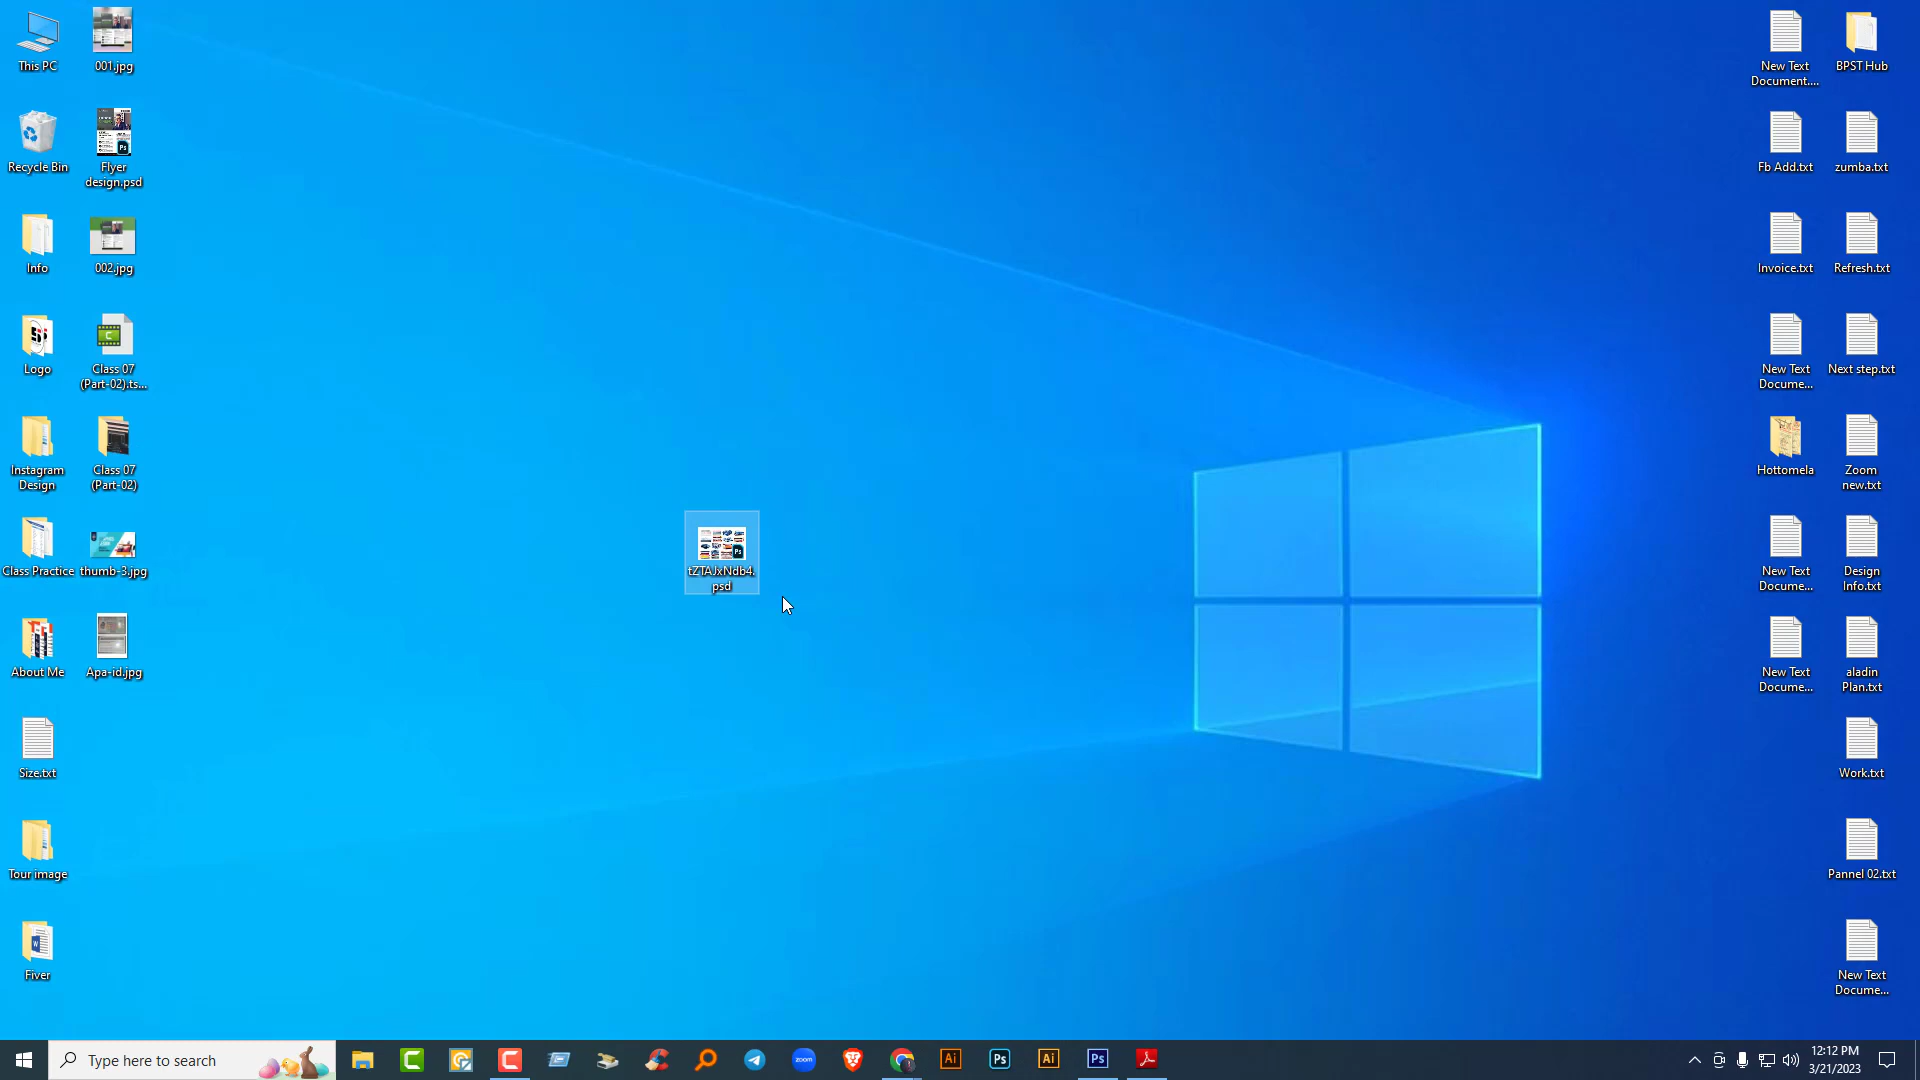 This PC
001.jpg
Recycle Bin
Flyer
design.psd
Info
002.jpg
Logo
Class 07
(Part-02).ts...
Instagram
Design
Class 07
(Part-02)
Class Practice
thumb-3.jpg
About Me
Apa-id.jpg
Size.txt
Tour image
Fiver
tZTAJxNdb4.
psd
New Text
Document....
BPST Hub
Fb Add.txt
zumba.txt
Invoice.txt
Refresh.txt
New Text
Docume...
Next step.txt
Hottomela
Zoom
new.txt
New Text
Docume...
Design
Info.txt
New Text
Docume...
aladin
Plan.txt
Work.txt
Pannel 02.txt
New Text
Docume...
Type here to search
zoom
Ai
Ps
Ai
Ps
12:12 PM
3/21/2023